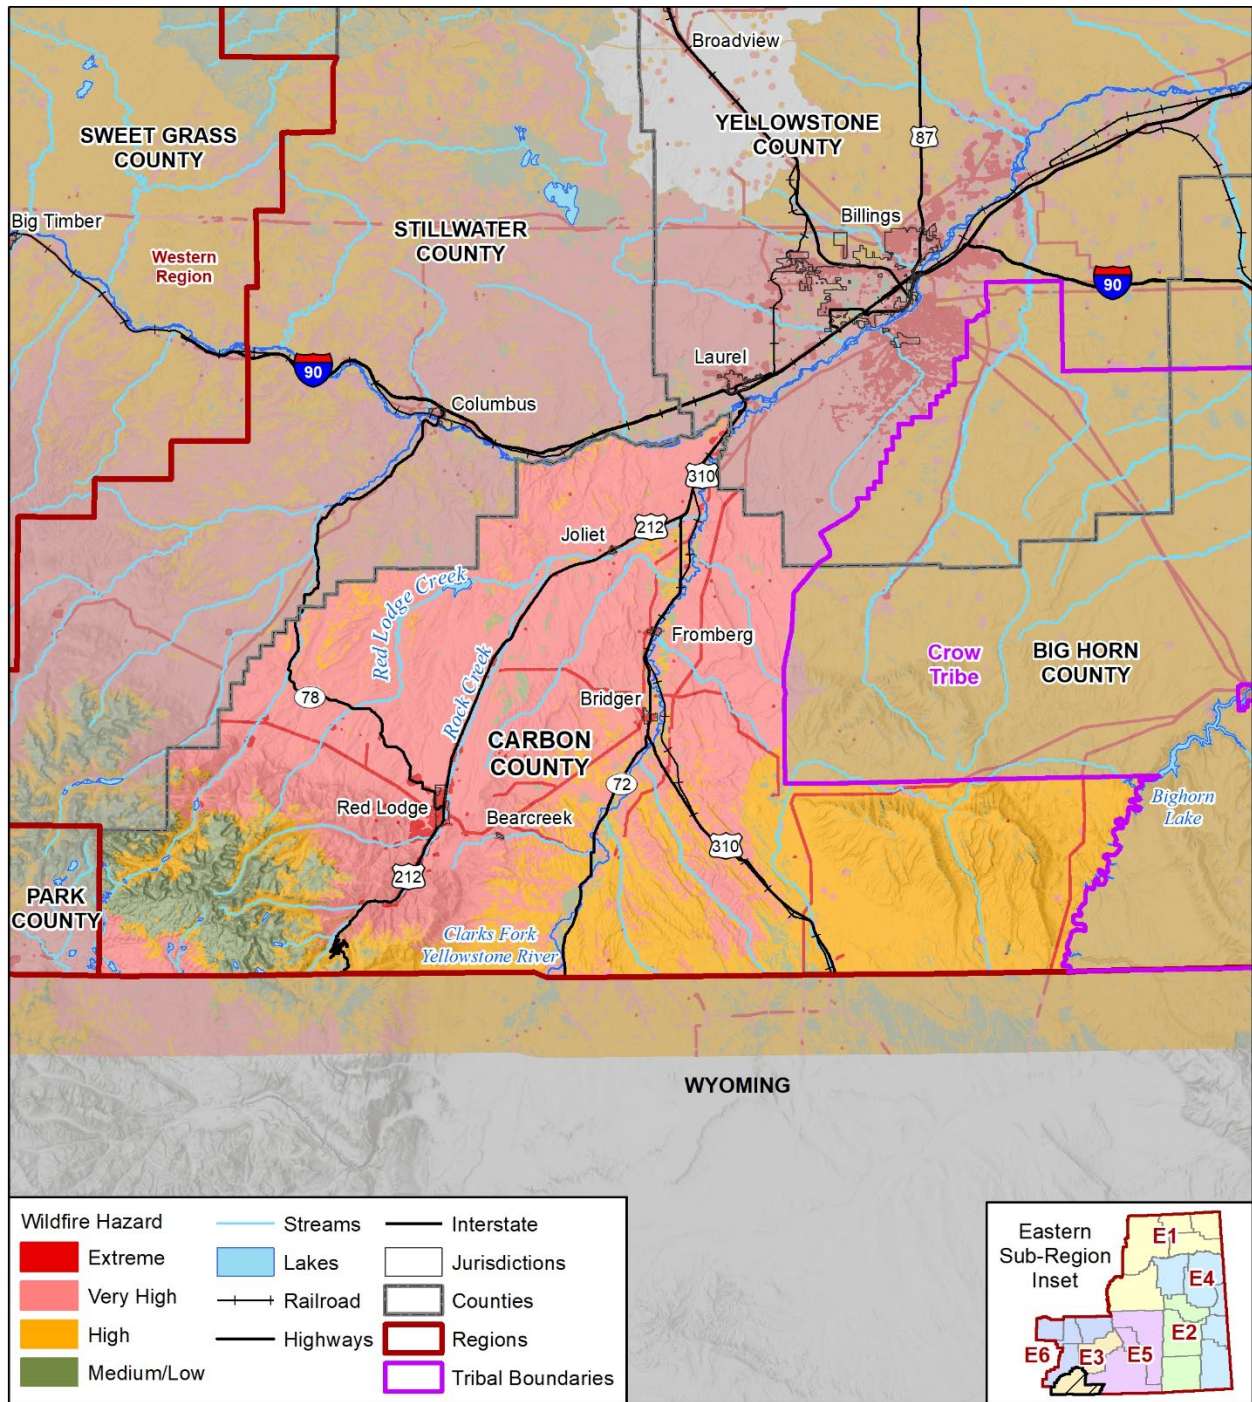 Broadview
YELLOWSTONE
COUNTY
87
SWEET GRASS
COUNTY
Big Timber
Western
Region
STILLWATER
COUNTY
Billings
90
90
Laurel
Columbus
310
212
Joliet
Red Lodge Creek
Rock Creek
Fromberg
Crow
Tribe
BIG HORN
COUNTY
78
Bridger
CARBON
COUNTY
72
Red Lodge
Bearcreek
Bighorn
Lake
310
212
PARK
COUNTY
Clarks Fork
Yellowstone River
WYOMING
Wildfire Hazard
Extreme
Very High
High
Medium/Low
Streams
Lakes
Railroad
Highways
Interstate
Jurisdictions
Counties
Regions
Tribal Boundaries
Eastern
Sub-Region
Inset
E1
E4
E2
E6
E3
E5